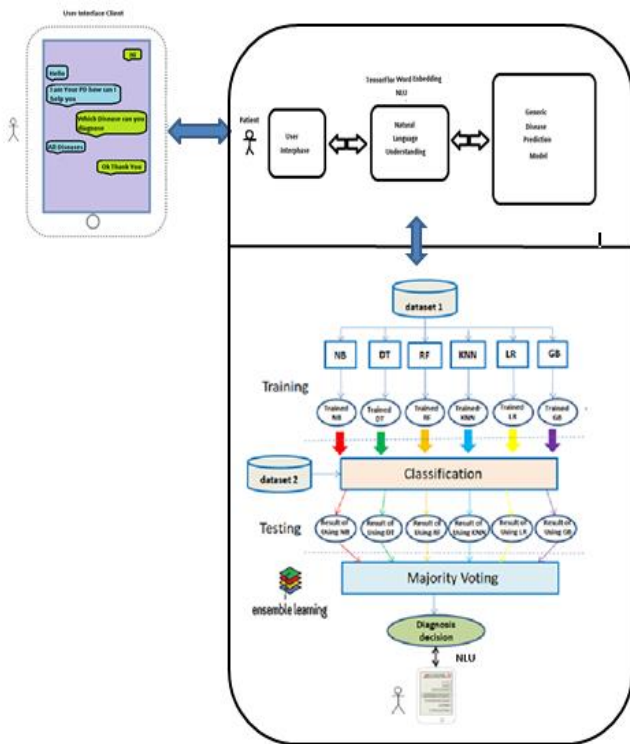 User Interface Client
Hi
Hello
I am Your PD how can I
help you
Which Disease can you
diagnose
All Diseases
Ok Thank You
TensorFlor Word Embedding
NLU
Patient
User
Interphase
Natural
Language
Understanding
Generic
Disease
Prediction
Model
dataset 1
NB
DT
RF
KNN
LR
GB
Training
Trained
NB
Trained
DT
Trained
RF
Trained
KNN
Trained
LR
Trained
GB
dataset 2
Classification
Testing
Result of
Using NB
Result of
Using DT
Result of
Using RF
Result of
Using KNN
Result of
Using LR
Result of
Using GB
Majority Voting
ensemble learning
Diagnosis
decision
NLU